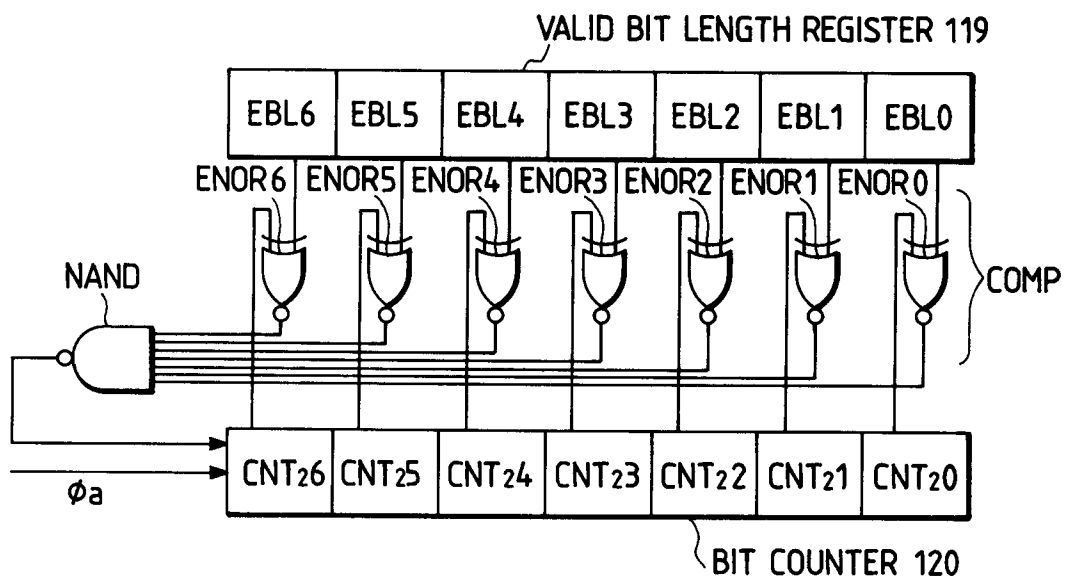 VALID BIT LENGTH REGISTER 119
EBL6 EBL5 EBL4 EBL3 EBL2 EBL1 EBL0
ENOR6 ENOR5 ENOR4 ENOR3 ENOR2 ENOR1 ENOR0
COMP
NAND
CNT₂6 CNT₂5 CNT₂4 CNT₂3 CNT₂2 CNT₂1 CNT₂0
φa
BIT COUNTER 120